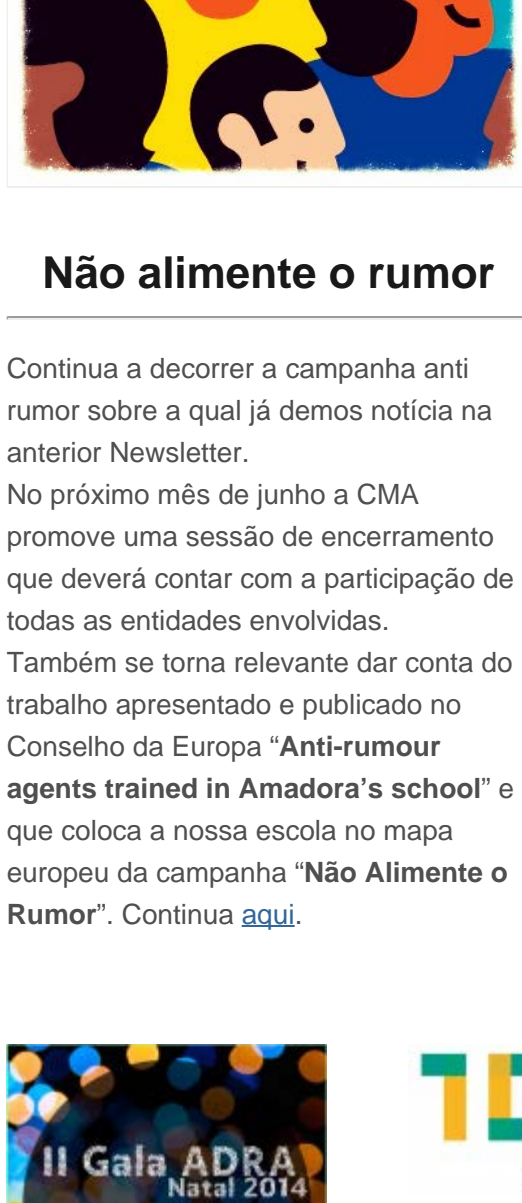 Não alimente o rumor
Continua a decorrer a campanha anti
rumor sobre a qual já demos notícia na
anterior Newsletter.
No próximo mês de junho a CMA
promove uma sessão de encerramento
que deverá contar com a participação de
todas as entidades envolvidas.
Também se torna relevante dar conta do
trabalho apresentado e publicado no
Conselho da Europa “Anti-rumour
agents trained in Amadora’s school” e
que coloca a nossa escola no mapa
europeu da campanha “Não Alimente o
Rumor”. Continua aqui.
II Gala ADRA
Natal 2014